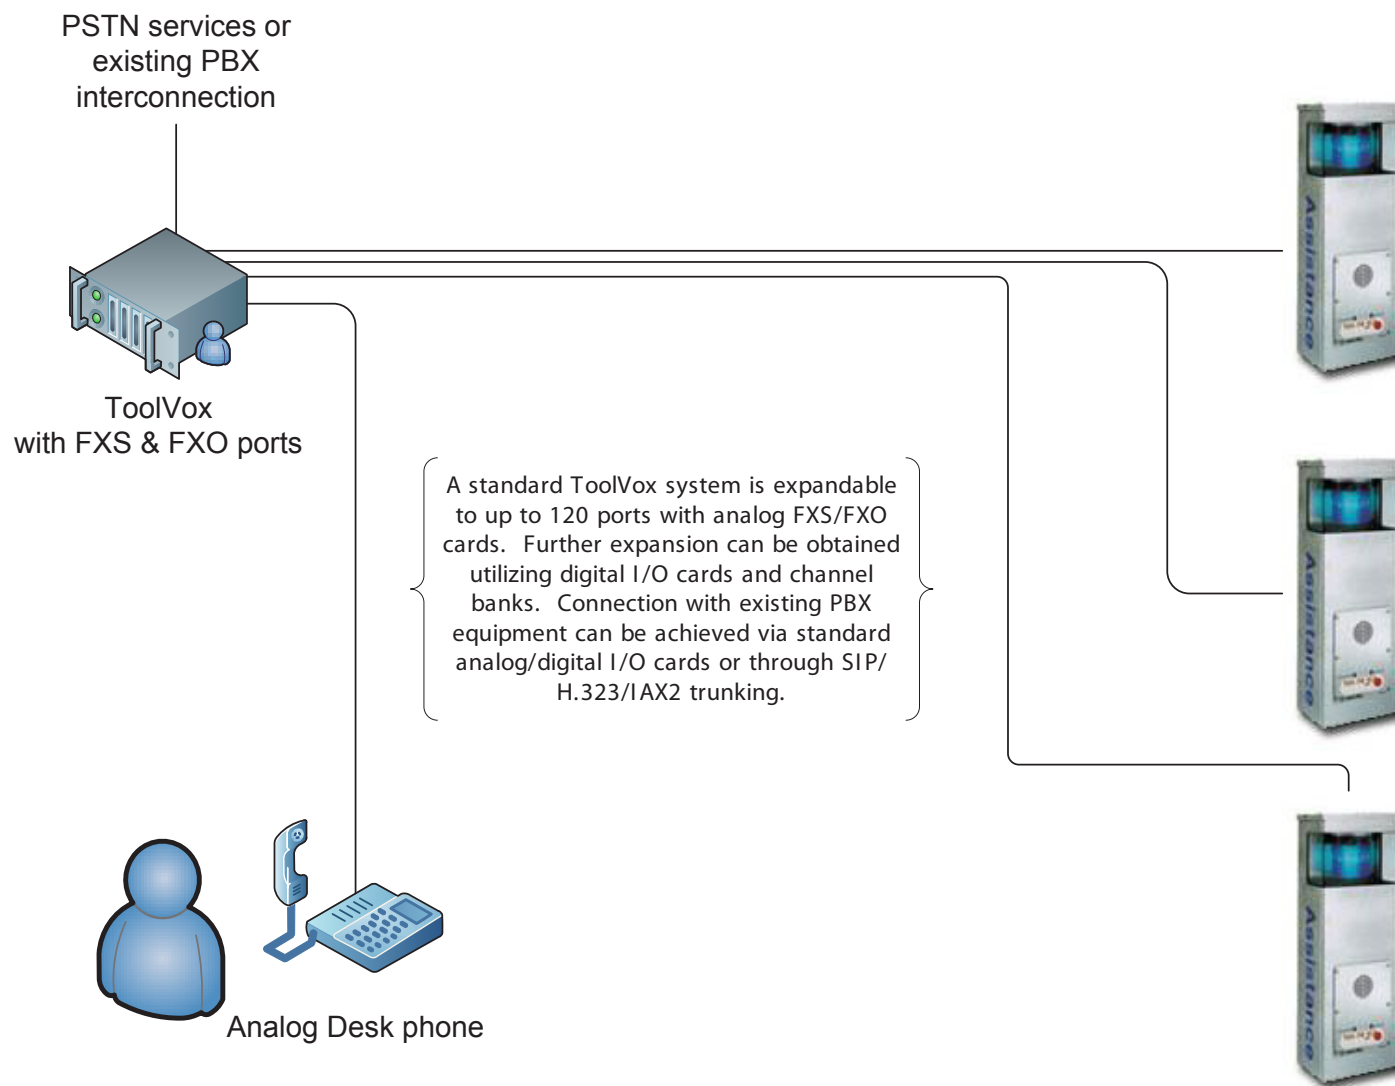 PSTN services or
existing PBX
interconnection
Assistance
ToolVox
with FXS & FXO ports
A standard ToolVox system is expandable
to up to 120 ports with analog FXS/FXO
cards. Further expansion can be obtained
utilizing digital I/O cards and channel
banks. Connection with existing PBX
equipment can be achieved via standard
analog/digital I/O cards or through SIP/
H.323/IAX2 trunking.
Assistance
Assistance
Analog Desk phone